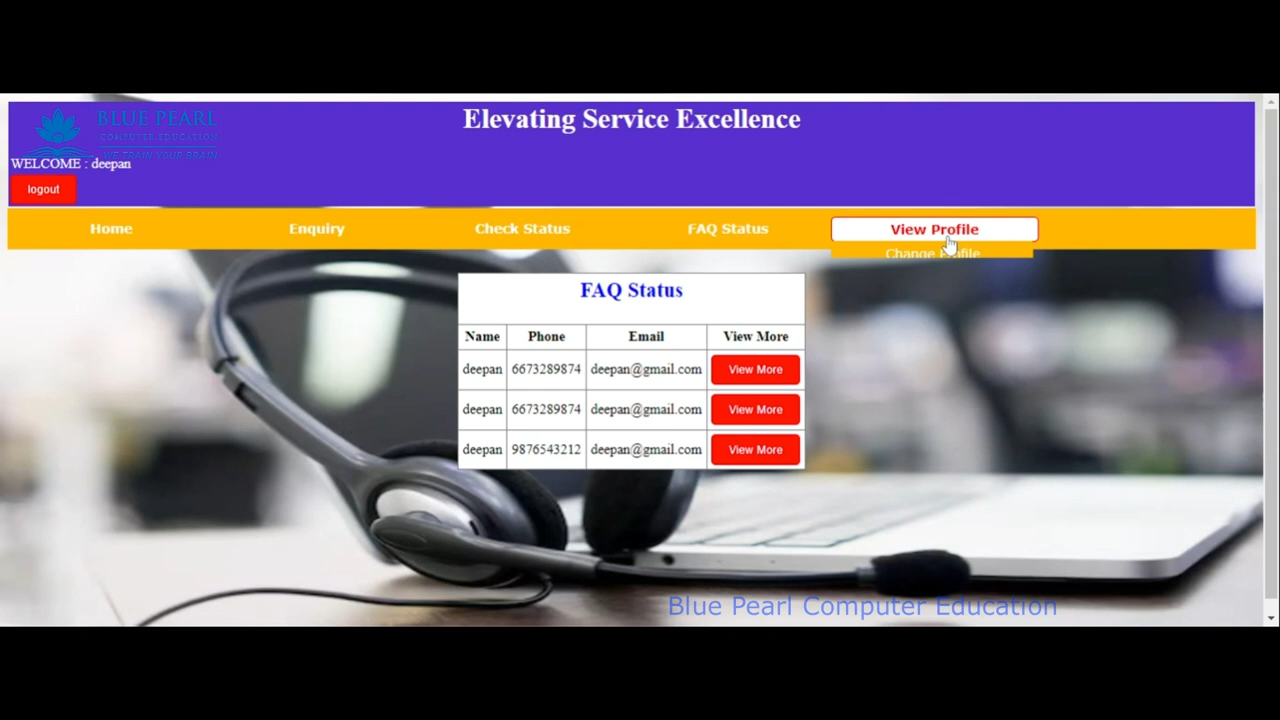 BLUE PEARL
COMPUTER EDUCATION
WE TRAIN YOUR BRAIN
Elevating Service Excellence
WELCOME : deepan
logout
Home Enquiry Check Status FAQ Status View Profile
Change Profile
FAQ Status
Name Phone Email View More
deepan 6673289874 deepan@gmail.com View More
deepan 6673289874 deepan@gmail.com View More
deepan 9876543212 deepan@gmail.com View More
Blue Pearl Computer Education